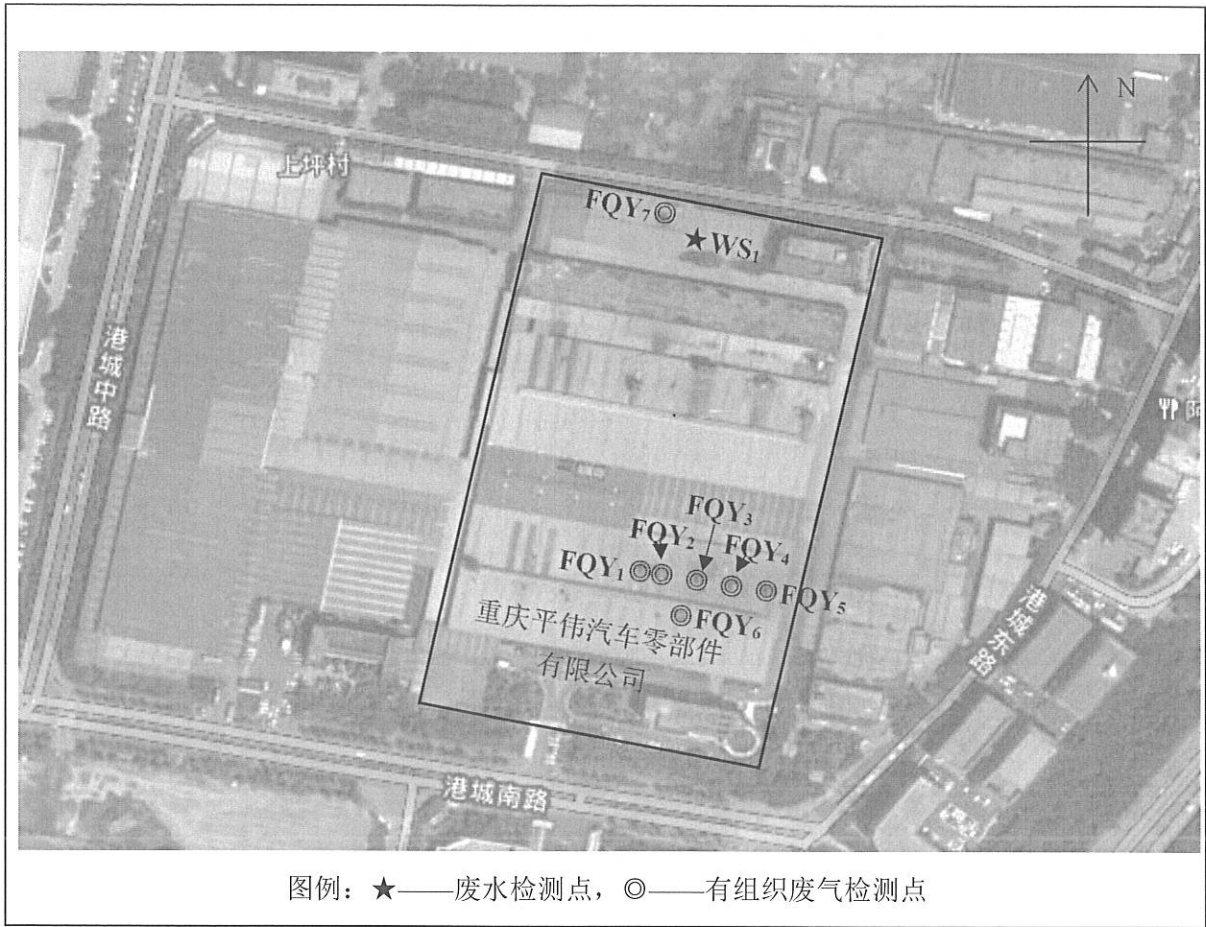 N
上坪村
FQY₇
★WS₁
港城中路
FQY₃
FQY₂
FQY₄
FQY₁
FQY₅
FQY₆
重庆平伟汽车零部件
有限公司
港城东路
港城南路
图例：★——废水检测点，◎——有组织废气检测点